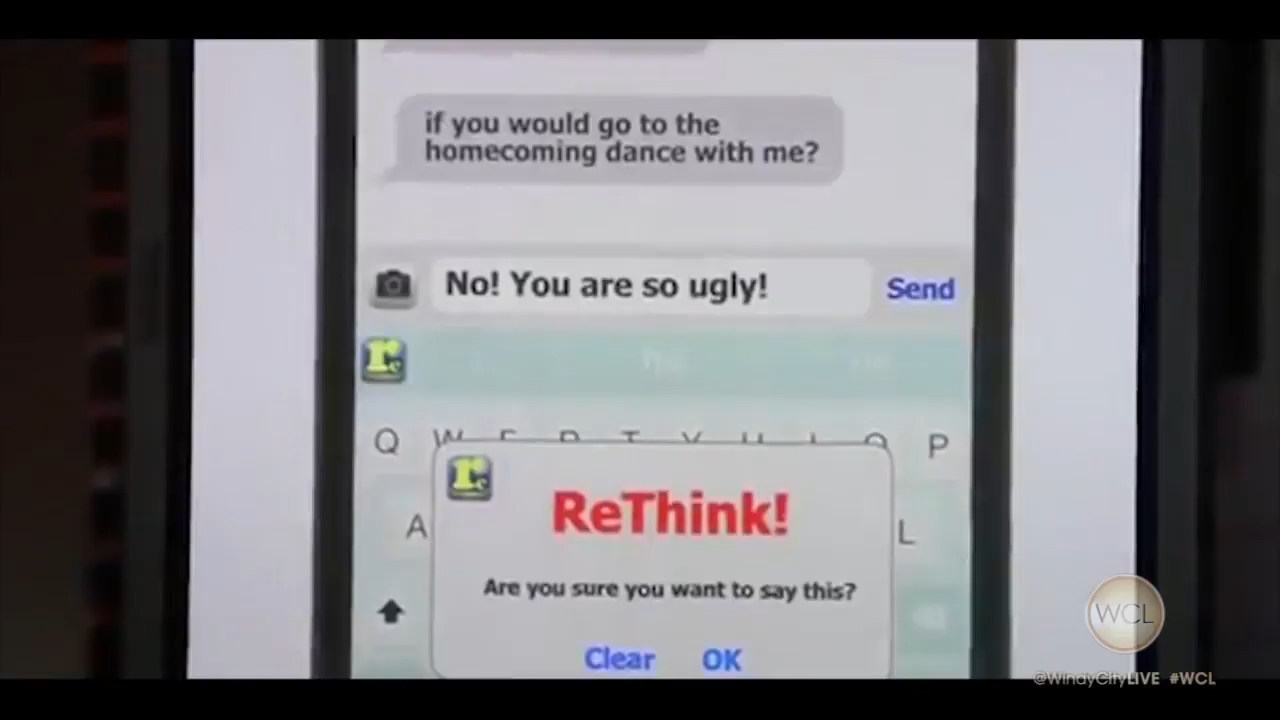 if you would go to the
homecoming dance with me?
No! You are so ugly!
Send
Q W E R T Y U I O P
re
ReThink!
A
L
Are you sure you want to say this?
Clear OK
WCL
@WindyCityLIVE #WCL